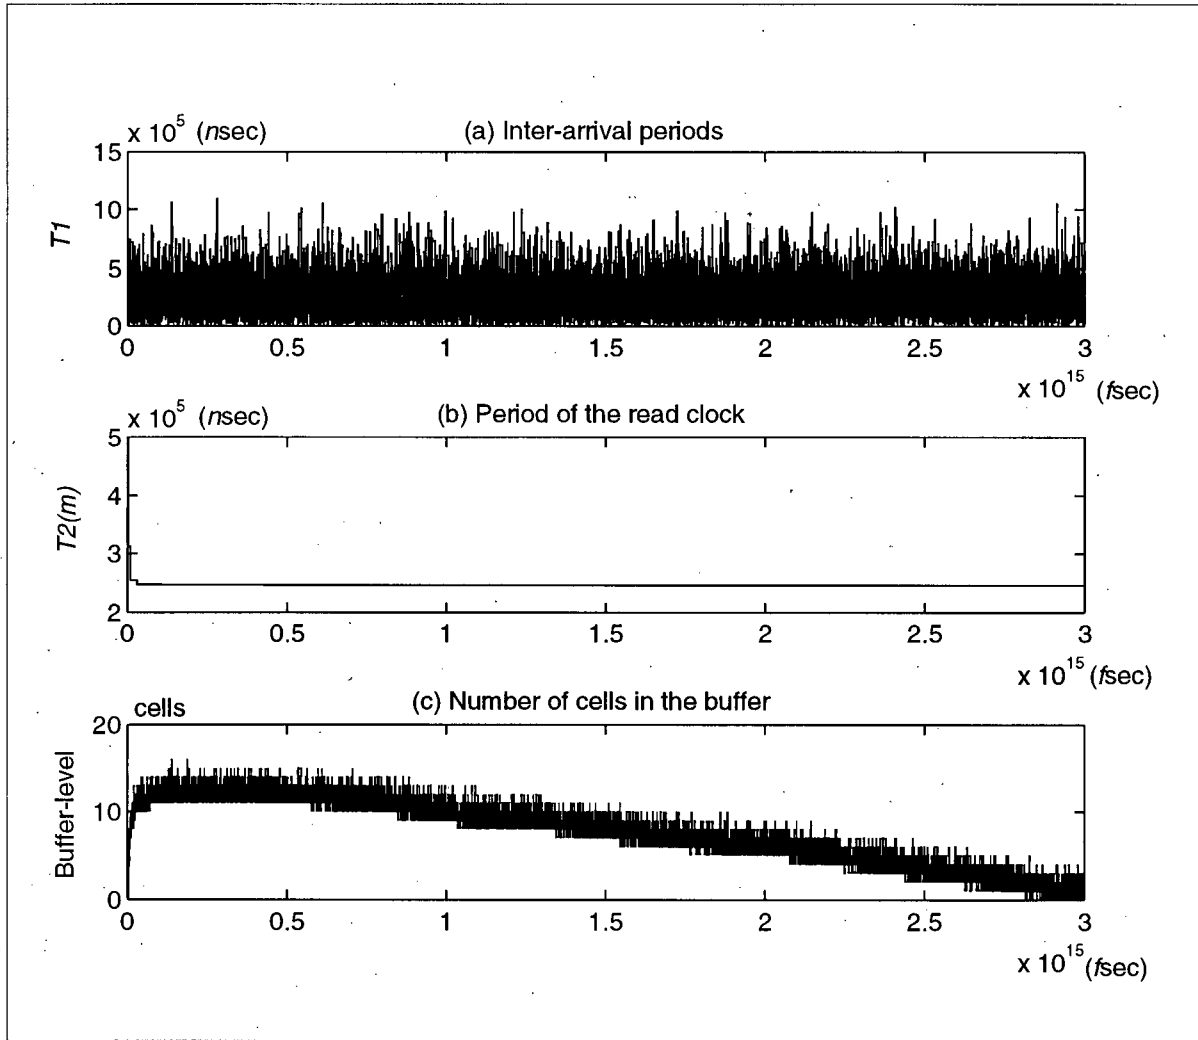 x 10^5 (nsec) (a) Inter-arrival periods
15
10
5
0
T1
0 0.5 1 1.5 2 2.5 3
x 10^15 (fsec)
x 10^5 (nsec) (b) Period of the read clock
5
4
3
2
T2(m)
0 0.5 1 1.5 2 2.5 3
x 10^15 (fsec)
cells (c) Number of cells in the buffer
20
10
0
Buffer-level
0 0.5 1 1.5 2 2.5 3
x 10^15 (fsec)